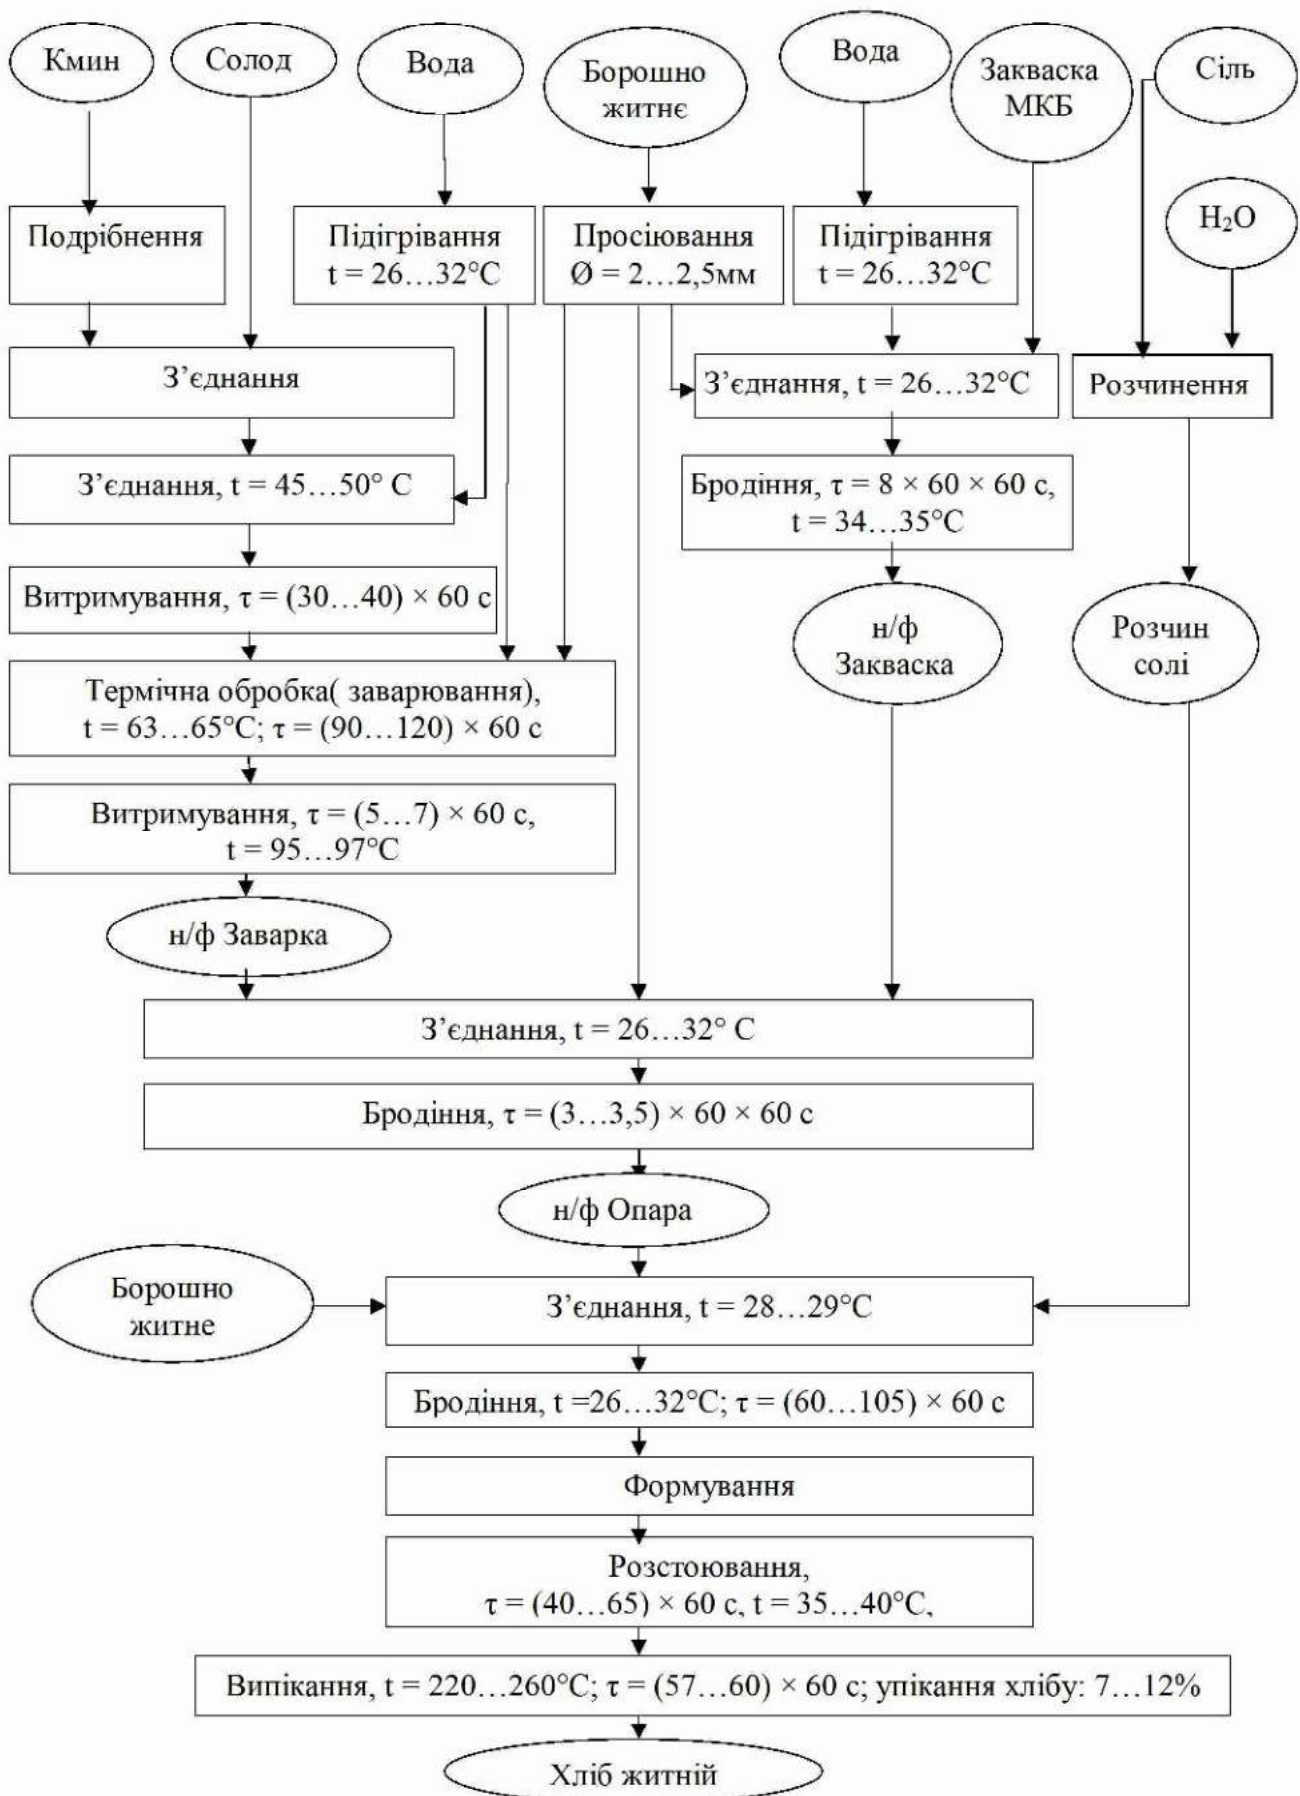 Кмин
Солод
Вода
Борошно
житнє
Вода
Закваска
МКБ
Сіль
H₂O
Подрібнення
Підігрівання
t = 26…32°C
Просіювання
Ø = 2…2,5мм
Підігрівання
t = 26…32°C
З’єднання
З’єднання, t = 26…32°C
Розчинення
З’єднання, t = 45…50° C
Бродіння, τ = 8 × 60 × 60 с,
t = 34…35°C
Витримування, τ = (30…40) × 60 с
н/ф
Закваска
Розчин
солі
Термічна обробка( заварювання),
t = 63…65°C; τ = (90…120) × 60 с
Витримування, τ = (5…7) × 60 с,
t = 95…97°C
н/ф Заварка
З’єднання, t = 26…32° C
Бродіння, τ = (3…3,5) × 60 × 60 с
н/ф Опара
Борошно
житне
З’єднання, t = 28…29°C
Бродіння, t =26…32°C; τ = (60…105) × 60 с
Формування
Розстоювання,
τ = (40…65) × 60 с, t = 35…40°C,
Випікання, t = 220…260°C; τ = (57…60) × 60 с; упікання хлібу: 7…12%
Хліб житній